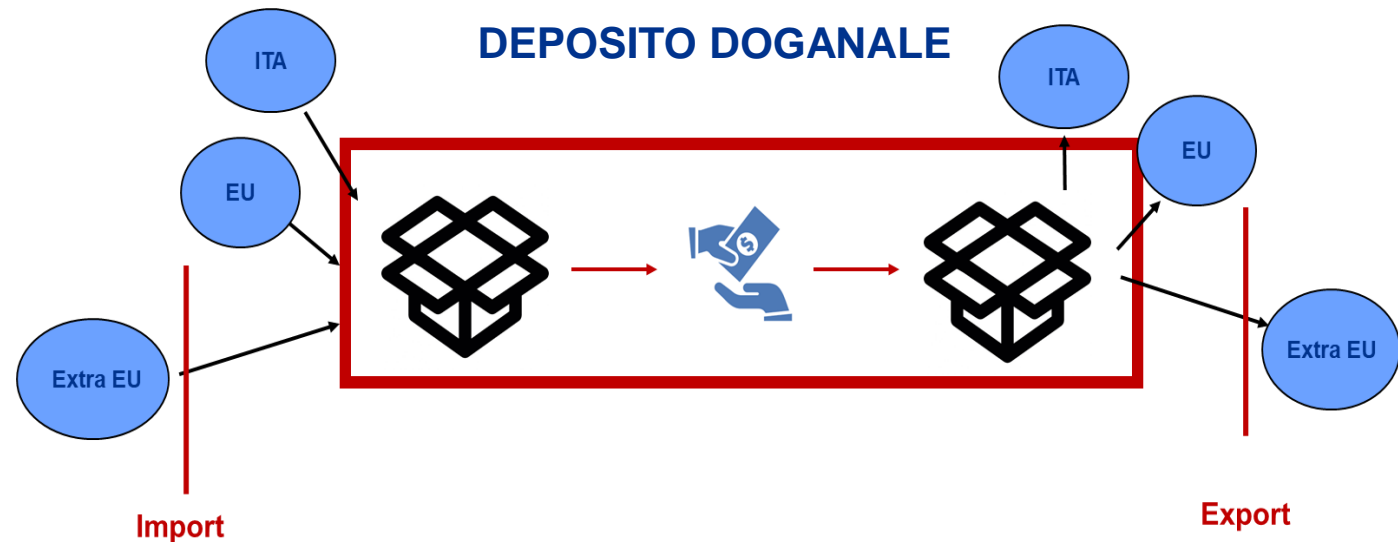 DEPOSITO DOGANALE
ITA
ITA
EU
EU
Extra EU
Extra EU
$
Import
Export